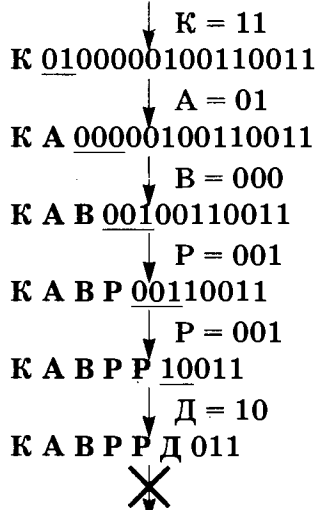 К = 11
К 0100000100110011
А = 01
К А 00000100110011
В = 000
К А В 00100110011
Р = 001
К А В Р 00110011
Р = 001
К А В Р Р 10011
Д = 10
К А В Р Р Д 011